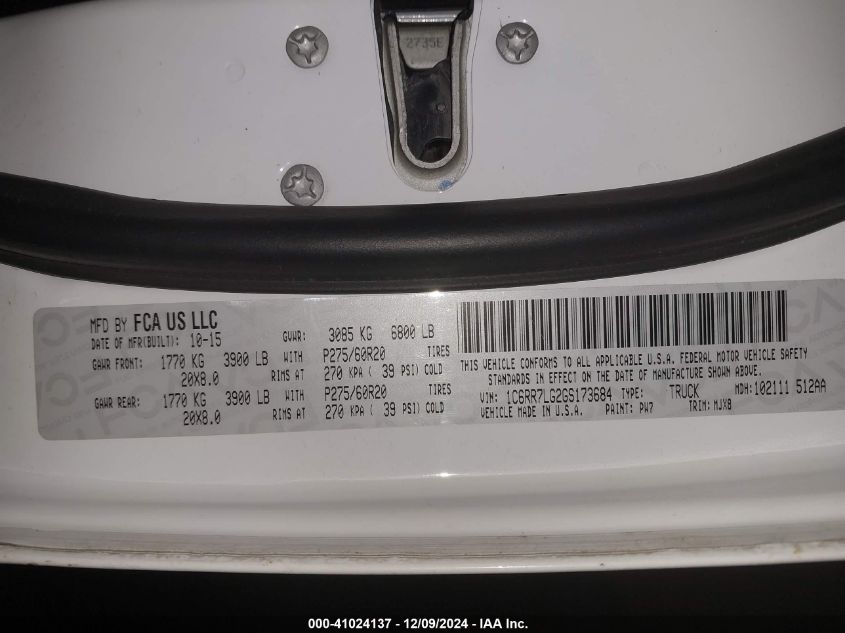 2735E
MFD BY FCA US LLC
DATE OF MFR(BUILT): 10-15 GVWR: 3085 KG 6800 LB
GAWR FRONT: 1770 KG 3900 LB WITH P275/60R20 TIRES
20X8.0 RIMS AT 270 KPA ( 39 PSI) COLD
GAWR REAR: 1770 KG 3900 LB WITH P275/60R20 TIRES
20X8.0 RIMS AT 270 KPA ( 39 PSI) COLD
THIS VEHICLE CONFORMS TO ALL APPLICABLE U.S.A. FEDERAL MOTOR VEHICLE SAFETY
STANDARDS IN EFFECT ON THE DATE OF MANUFACTURE SHOWN ABOVE.
VIN: 1C6RR7LG2GS173684 TYPE: TRUCK MDH: 102111 512AA
VEHICLE MADE IN U.S.A. PAINT: PW7 TRIM: MJX8
000-41024137 - 12/09/2024 - IAA Inc.